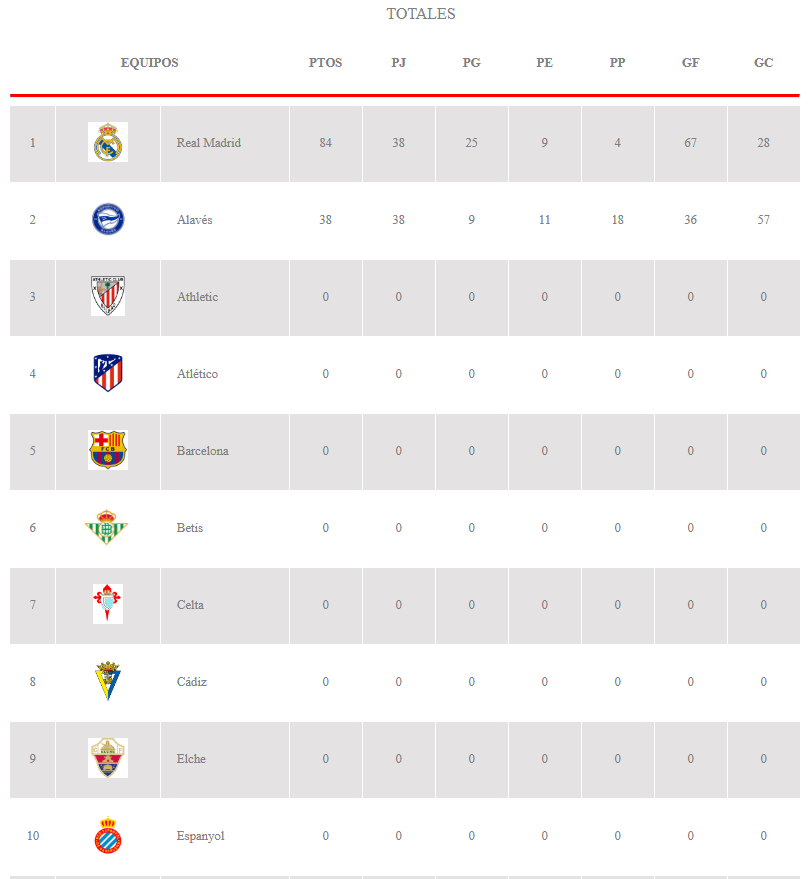 TOTALES
EQUIPOS PTOS PJ PG PE PP GF GC
1 Real Madrid 84 38 25 9 4 67 28
2 Alavés 38 38 9 11 18 36 57
3 Athletic 0 0 0 0 0 0 0
4 Atlético 0 0 0 0 0 0 0
5 Barcelona 0 0 0 0 0 0 0
6 Betis 0 0 0 0 0 0 0
7 Celta 0 0 0 0 0 0 0
8 Cádiz 0 0 0 0 0 0 0
9 Elche 0 0 0 0 0 0 0
10 Espanyol 0 0 0 0 0 0 0